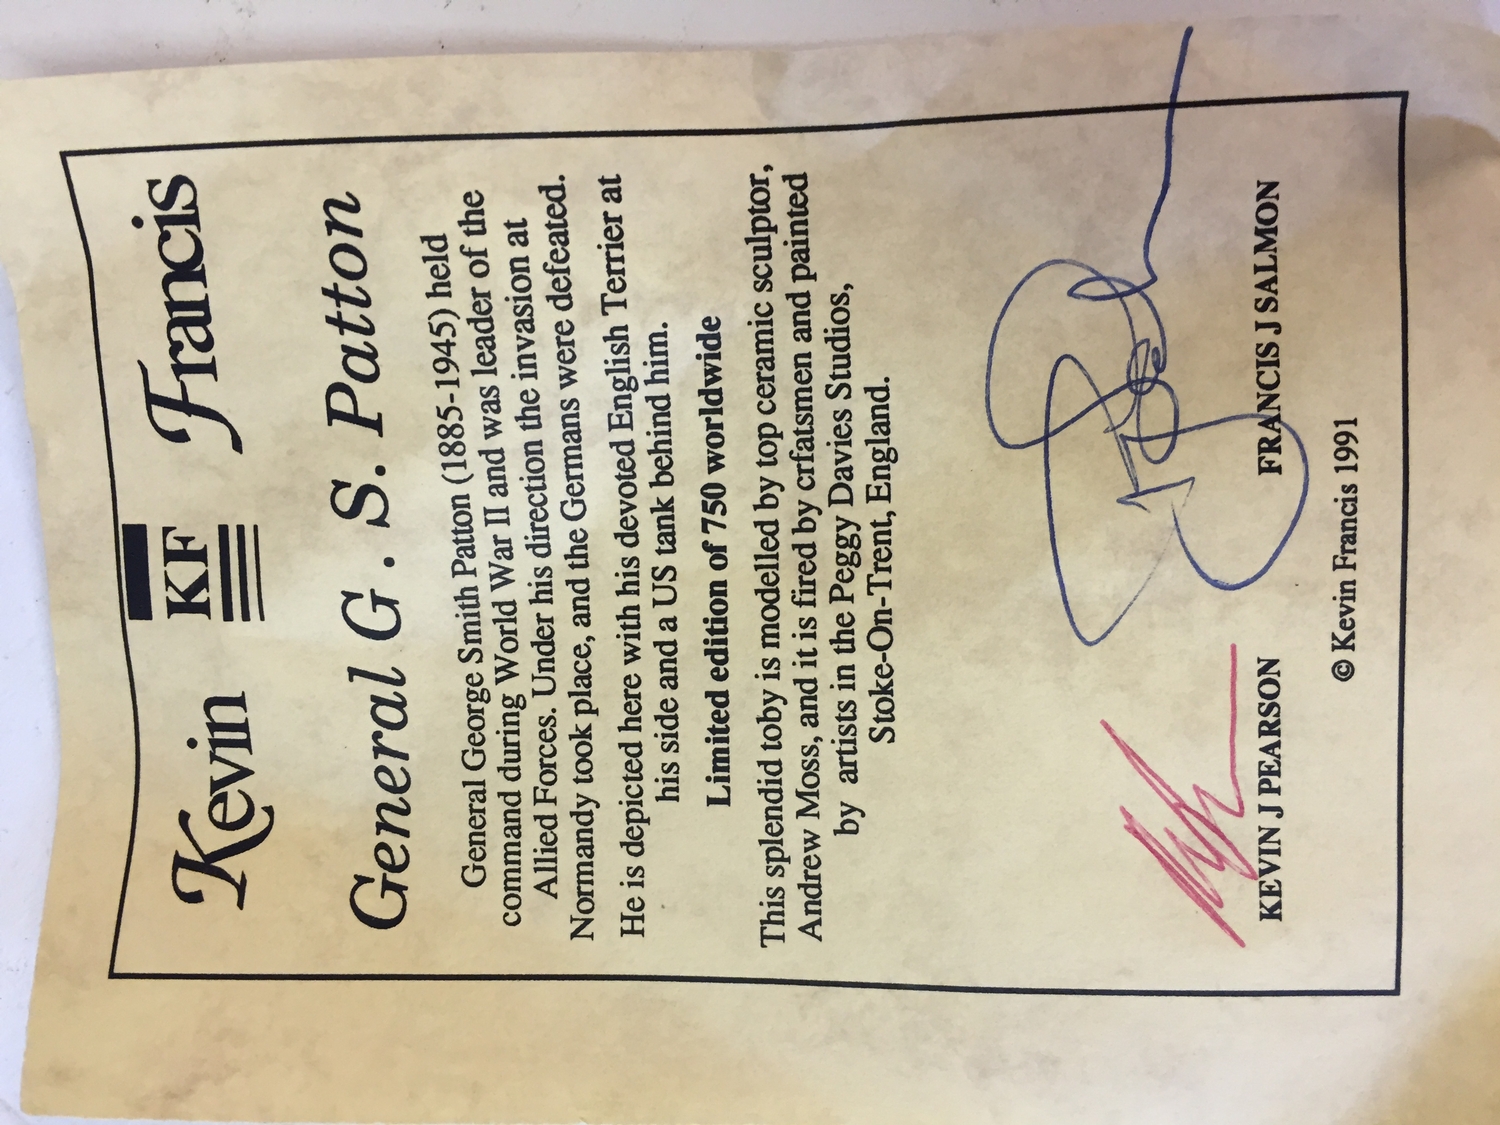 Kevin KF Francis
General G. S. Patton
General George Smith Patton (1885-1945) held
command during World War II and was leader of the
Allied Forces. Under his direction the invasion at
Normandy took place, and the Germans were defeated.
He is depicted here with his devoted English Terrier at
his side and a US tank behind him.
Limited edition of 750 worldwide
This splendid toby is modelled by top ceramic sculptor,
Andrew Moss, and it is fired by crfatsmen and painted
by artists in the Peggy Davies Studios,
Stoke-On-Trent, England.
KEVIN J PEARSON FRANCIS J SALMON
© Kevin Francis 1991